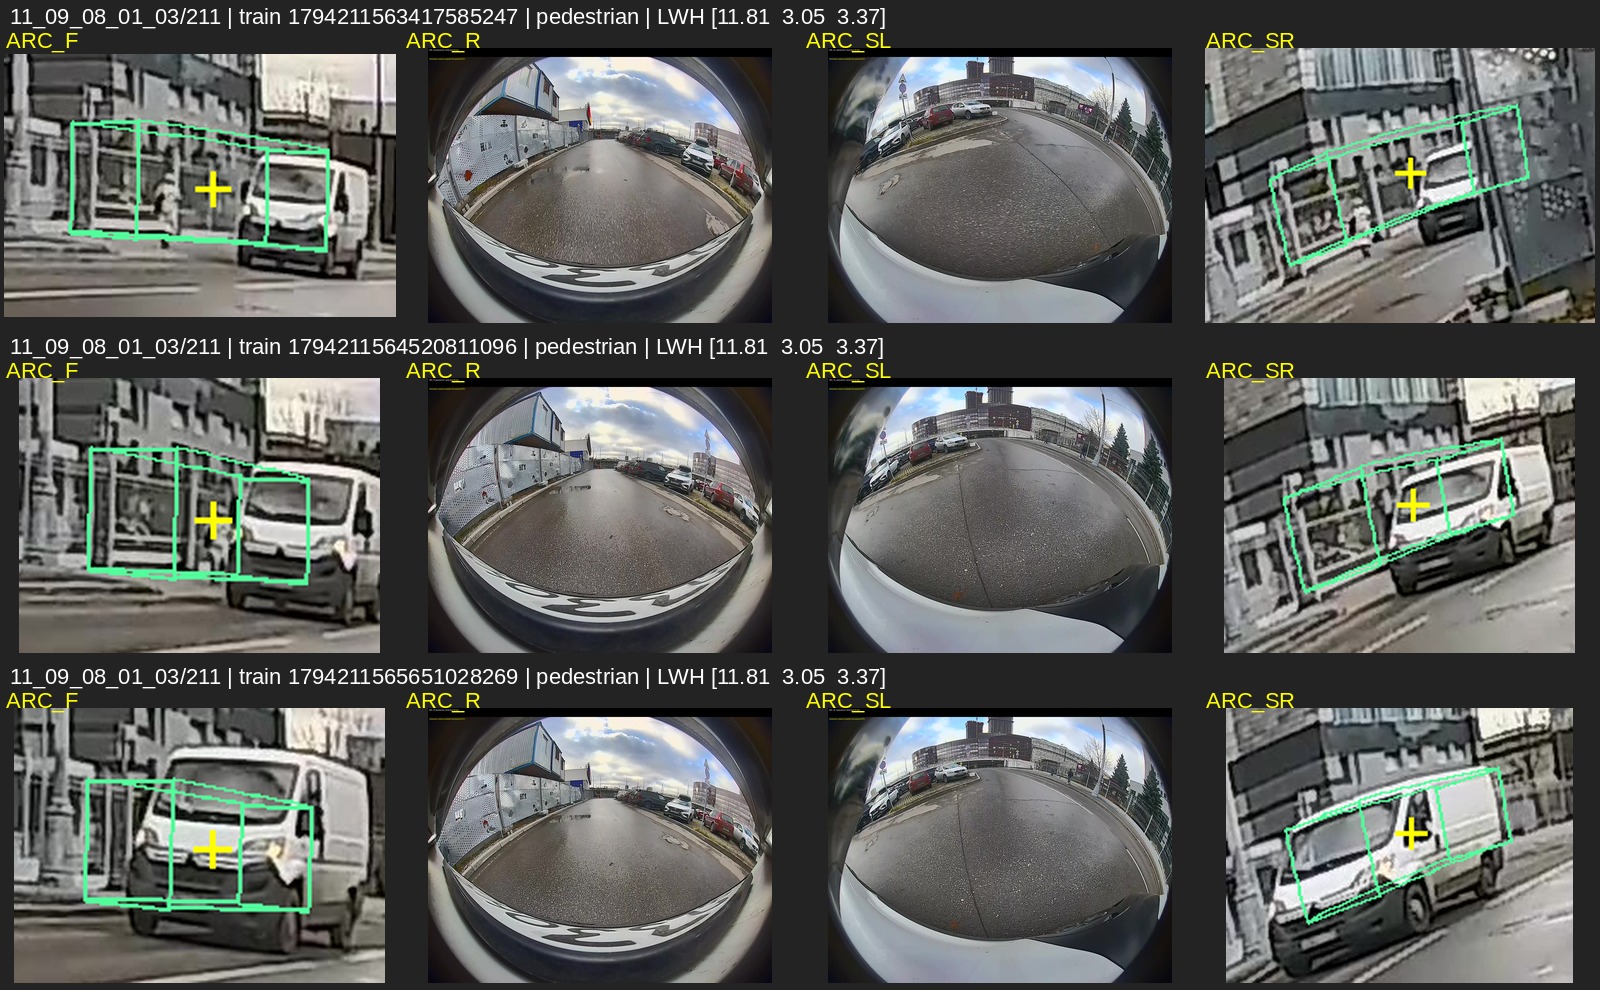 11_09_08_01_03/211 | train 1794211563417585247 | pedestrian | LWH [11.81  3.05  3.37]
ARC_F ARC_R ARC_SL ARC_SR
11_09_08_01_03/211 | train 1794211564520811096 | pedestrian | LWH [11.81  3.05  3.37]
ARC_F ARC_R ARC_SL ARC_SR
11_09_08_01_03/211 | train 1794211565651028269 | pedestrian | LWH [11.81  3.05  3.37]
ARC_F ARC_R ARC_SL ARC_SR